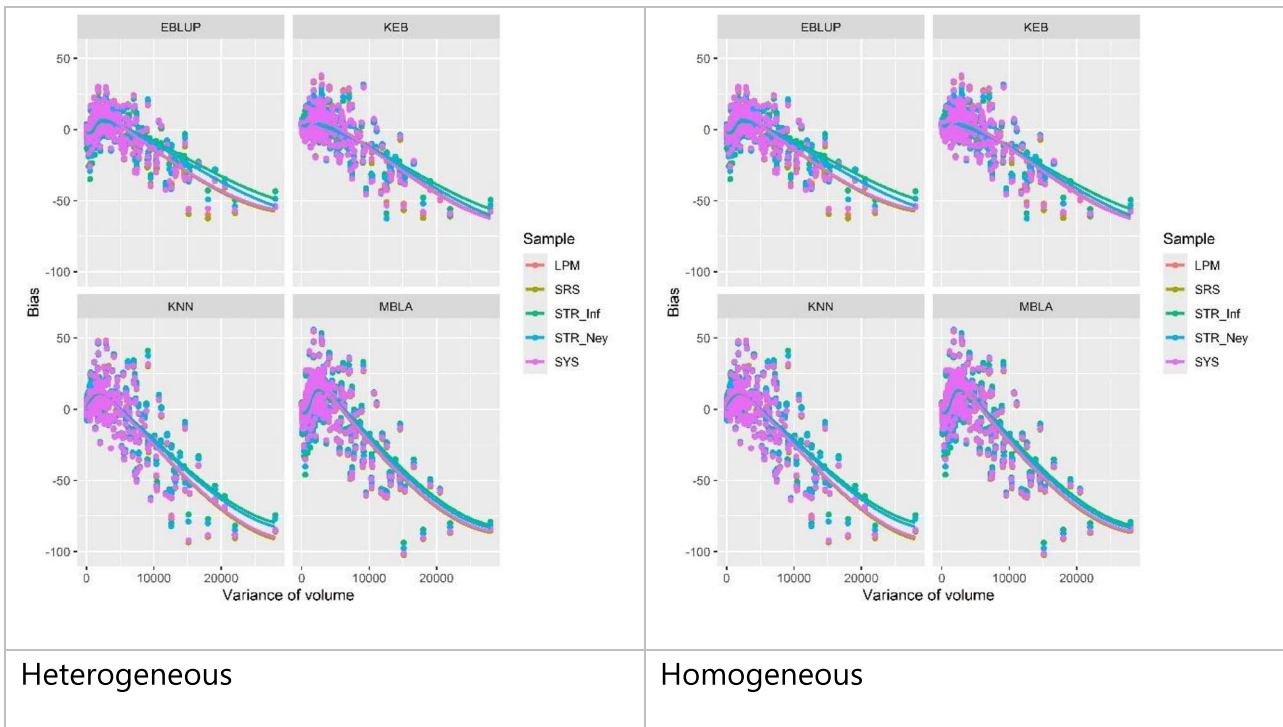 EBLUP KEB
50
0
-50
-100
Bias
KNN MBLA
50
0
-50
-100
0 10000 20000 0 10000 20000
Variance of volume
Sample
LPM
SRS
STR_Inf
STR_Ney
SYS
Heterogeneous
EBLUP KEB
50
0
-50
-100
Bias
KNN MBLA
50
0
-50
-100
0 10000 20000 0 10000 20000
Variance of volume
Sample
LPM
SRS
STR_Inf
STR_Ney
SYS
Homogeneous